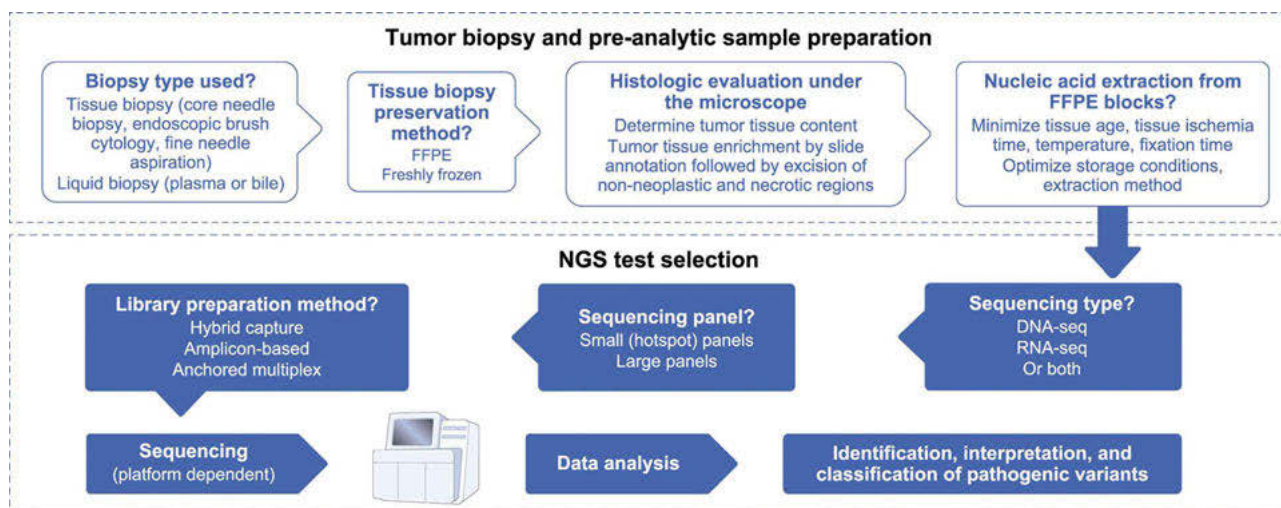 Tumor biopsy and pre-analytic sample preparation
Biopsy type used?
Tissue biopsy (core needle
biopsy, endoscopic brush
cytology, fine needle
aspiration)
Liquid biopsy (plasma or bile)
Tissue biopsy
preservation
method?
FFPE
Freshly frozen
Histologic evaluation under
the microscope
Determine tumor tissue content
Tumor tissue enrichment by slide
annotation followed by excision of
non-neoplastic and necrotic regions
Nucleic acid extraction from
FFPE blocks?
Minimize tissue age, tissue ischemia
time, temperature, fixation time
Optimize storage conditions,
extraction method
NGS test selection
Sequencing type?
DNA-seq
RNA-seq
Or both
Sequencing panel?
Small (hotspot) panels
Large panels
Library preparation method?
Hybrid capture
Amplicon-based
Anchored multiplex
Sequencing
(platform dependent)
Data analysis
Identification, interpretation, and
classification of pathogenic variants